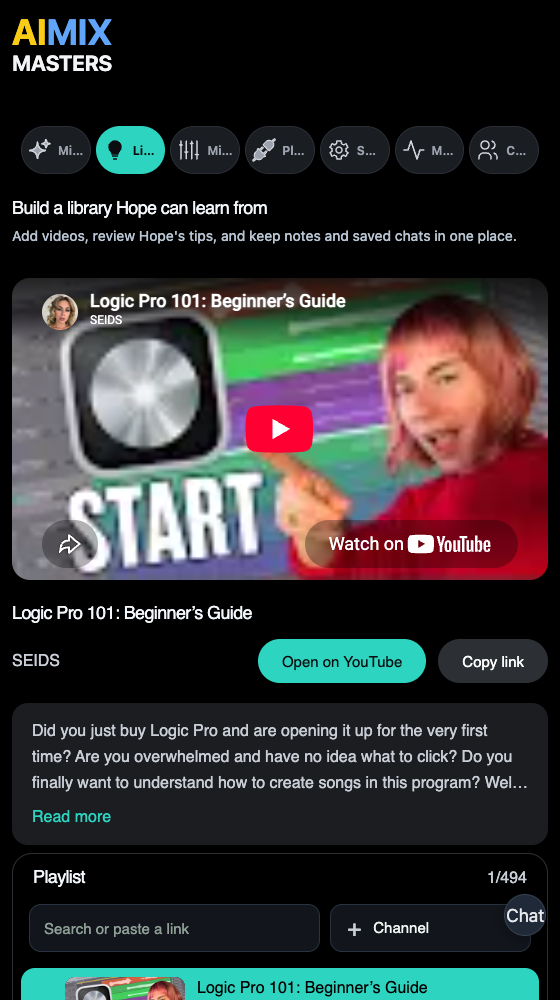 AIMIX
MASTERS
Mi...
Li...
Mi...
Pl...
S...
M...
C...
Build a library Hope can learn from
Add videos, review Hope's tips, and keep notes and saved chats in one place.
Logic Pro 101: Beginner's Guide
SEIDS
START
Watch on YouTube
Logic Pro 101: Beginner’s Guide
SEIDS
Open on YouTube
Copy link
Did you just buy Logic Pro and are opening it up for the very first
time? Are you overwhelmed and have no idea what to click? Do you
finally want to understand how to create songs in this program? Wel...
Read more
Playlist
1/494
Search or paste a link
+ Channel
Chat
Logic Pro 101: Beginner’s Guide